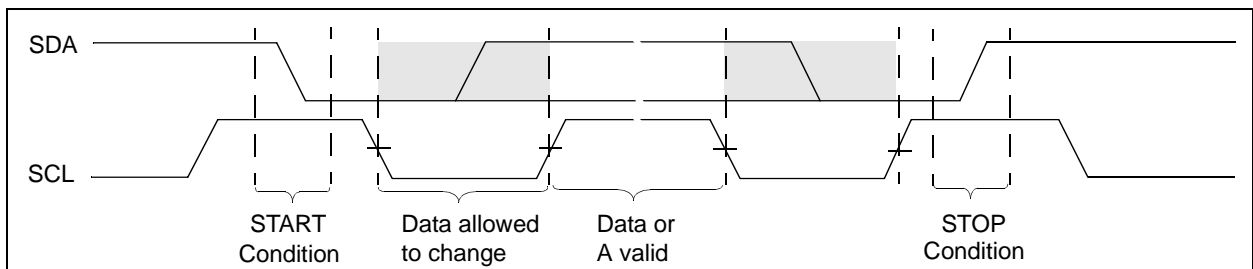 SDA
SCL
START
Condition
Data allowed
to change
Data or
A valid
STOP
Condition